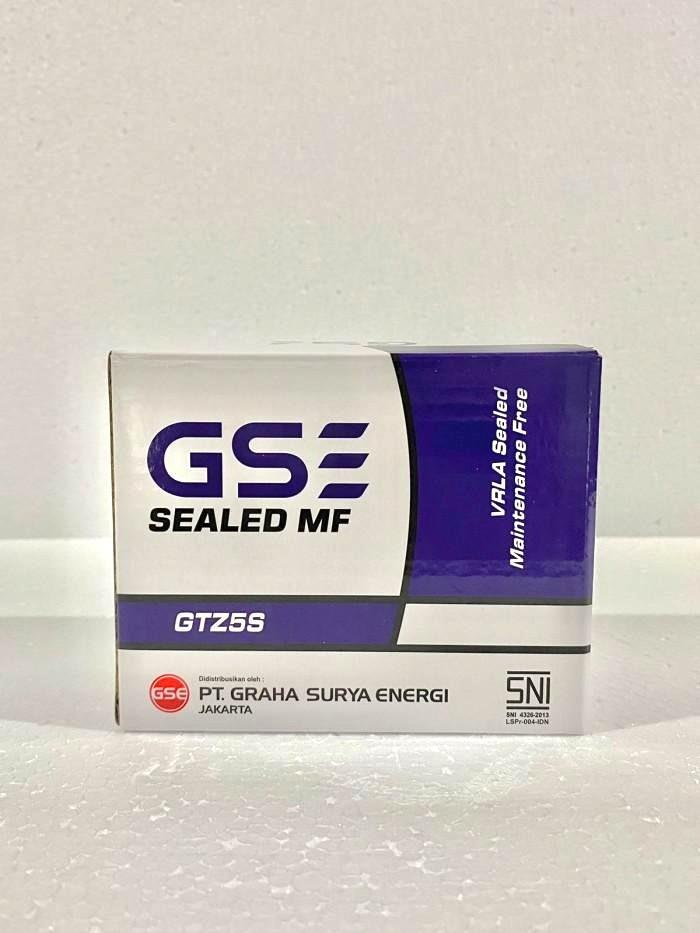 GSE
SEALED MF
VRLA Sealed
Maintenance Free
GTZ5S
GSE
Didistribusikan oleh :
PT. GRAHA SURYA ENERGI
JAKARTA
SNI
SNI 4326-2013
LSPr-004-IDN